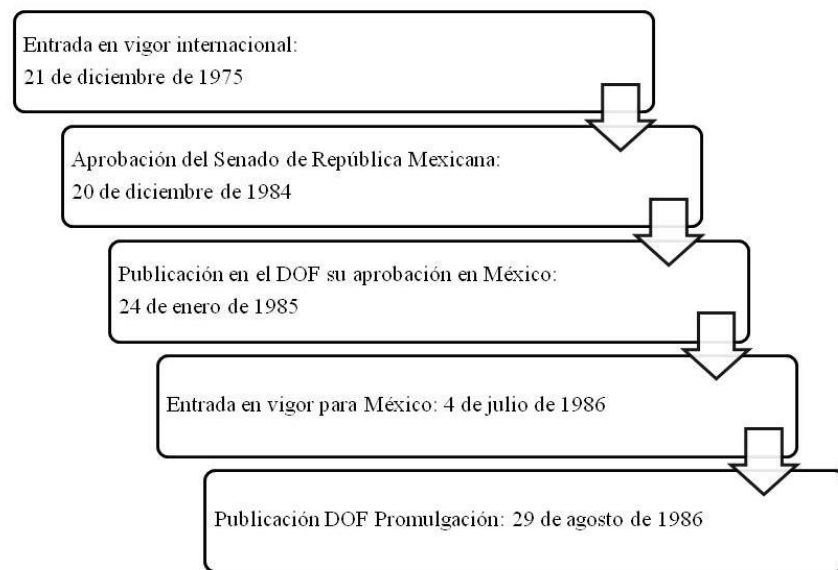 Entrada en vigor internacional:
21 de diciembre de 1975
Aprobación del Senado de República Mexicana:
20 de diciembre de 1984
Publicación en el DOF su aprobación en México:
24 de enero de 1985
Entrada en vigor para México: 4 de julio de 1986
Publicación DOF Promulgación: 29 de agosto de 1986